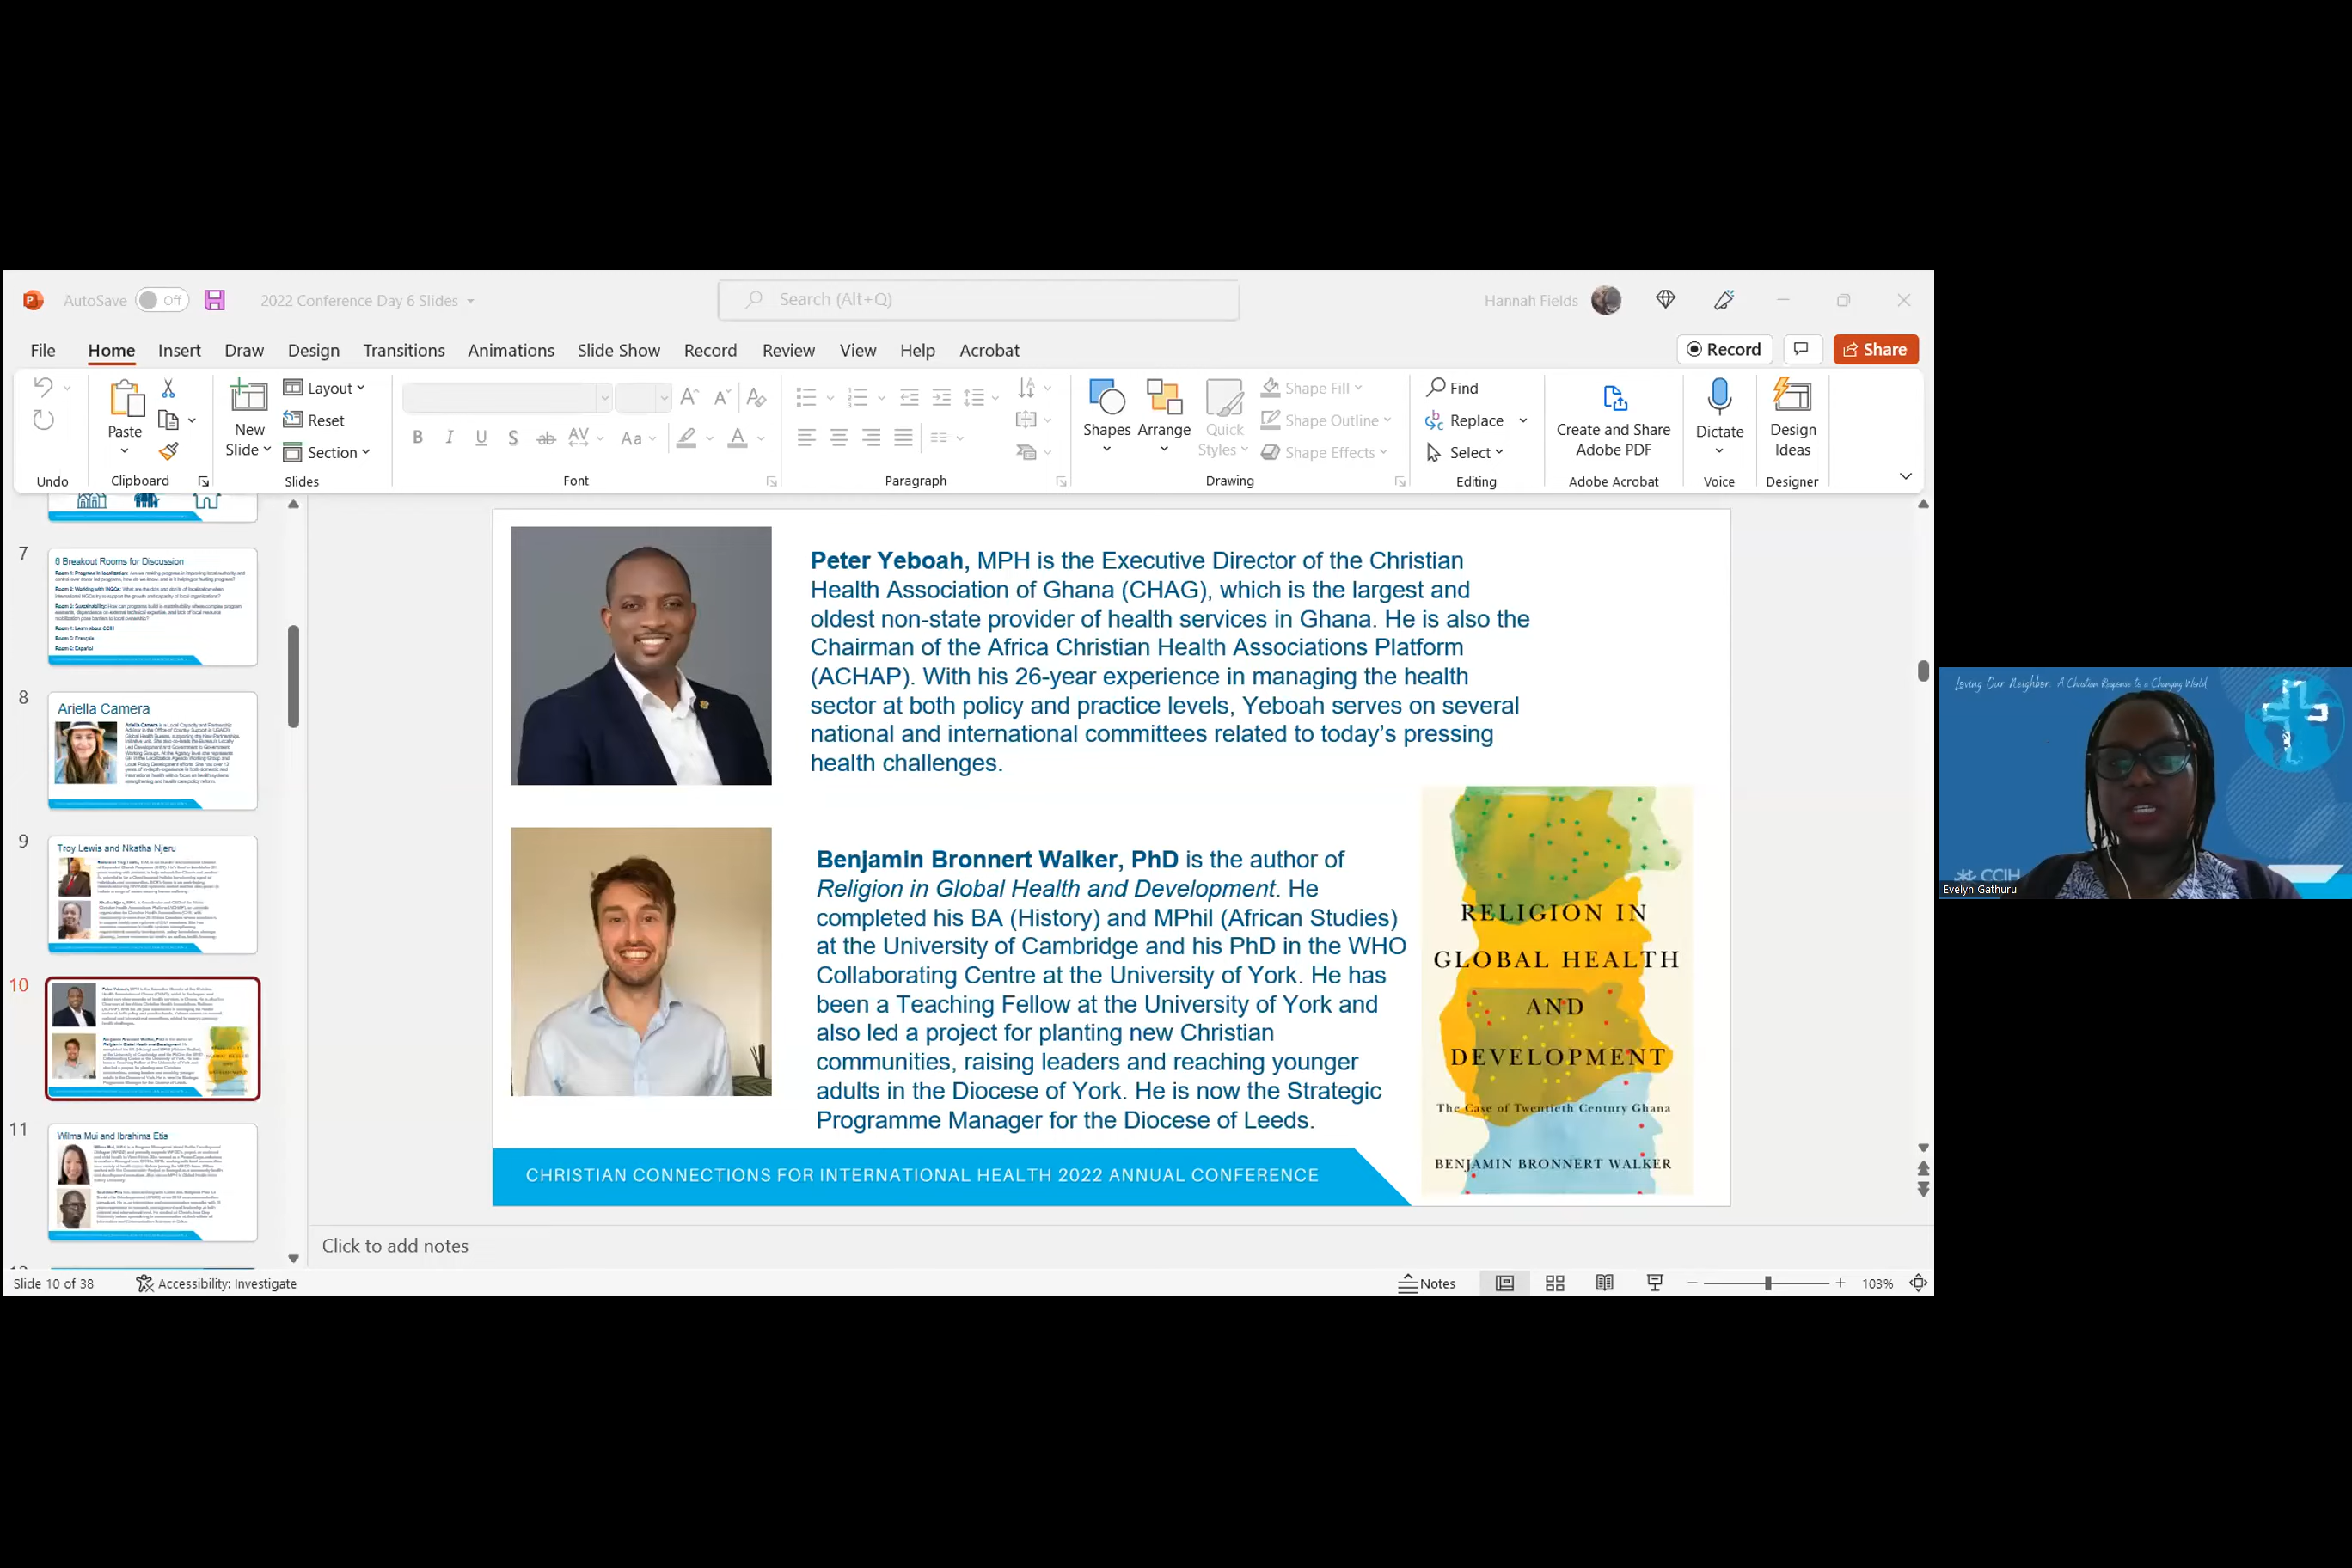 AutoSave Off 2022 Conference Day 6 Slides Search (Alt+Q) Hannah Fields
File Home Insert Draw Design Transitions Animations Slide Show Record Review View Help Acrobat Record Share
Paste
New
Slide
Layout
Reset
Section
B I U S ab AV Aa A
Shapes
Arrange
Quick
Styles
Shape Fill
Shape Outline
Shape Effects
Find
Replace
Select
Create and Share
Adobe PDF
Dictate
Design
Ideas
Undo Clipboard Slides Font Paragraph Drawing Editing Adobe Acrobat Voice Designer
7
6 Breakout Rooms for Discussion
8
Ariella Camera
9
Troy Lewis and Nkatha Njeru
10
11
Wilma Mui and Ibrahima Etia
Peter Yeboah, MPH is the Executive Director of the Christian
Health Association of Ghana (CHAG), which is the largest and
oldest non-state provider of health services in Ghana. He is also the
Chairman of the Africa Christian Health Associations Platform
(ACHAP). With his 26-year experience in managing the health
sector at both policy and practice levels, Yeboah serves on several
national and international committees related to today’s pressing
health challenges.
Benjamin Bronnert Walker, PhD is the author of
Religion in Global Health and Development. He
completed his BA (History) and MPhil (African Studies)
at the University of Cambridge and his PhD in the WHO
Collaborating Centre at the University of York. He has
been a Teaching Fellow at the University of York and
also led a project for planting new Christian
communities, raising leaders and reaching younger
adults in the Diocese of York. He is now the Strategic
Programme Manager for the Diocese of Leeds.
RELIGION IN
GLOBAL HEALTH
AND
DEVELOPMENT
The Case of Twentieth Century Ghana
BENJAMIN BRONNERT WALKER
CHRISTIAN CONNECTIONS FOR INTERNATIONAL HEALTH 2022 ANNUAL CONFERENCE
Click to add notes
Slide 10 of 38 Accessibility: Investigate Notes 103%
Loving Our Neighbor: A Christian Response to a Changing World
CCIH
Evelyn Gathuru